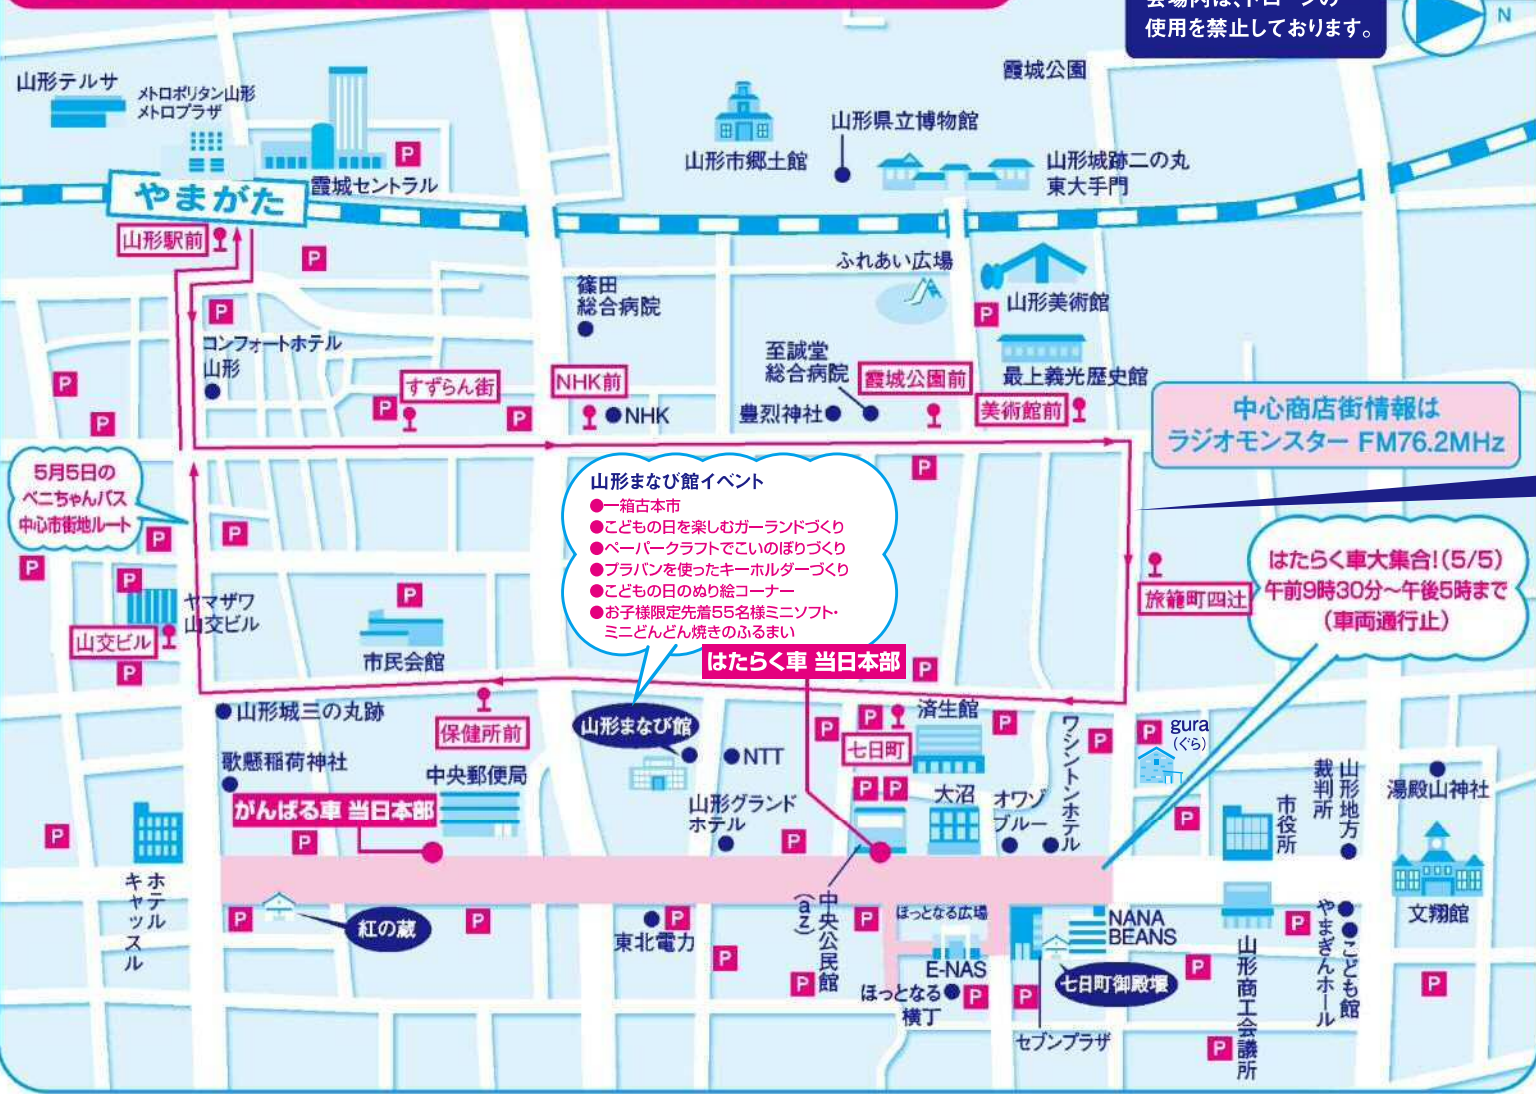 使用を禁止しております。
N
霞城公園
山形テルサ
メトロポリタン山形
メトロプラザ
P
霞城セントラル
やまがた
山形市郷土館
山形県立博物館
山形城跡二の丸
東大手門
山形駅前
P
P
コンフォートホテル
山形
篠田
総合病院
ふれあい広場
P
山形美術館
至誠堂
総合病院
霞城公園前
最上義光歴史館
P
P
P
すずらん街
P
NHK前
NHK
豊烈神社
美術館前
中心商店街情報は
ラジオモンスター FM76.2MHz
5月5日の
ベニちゃんバス
中心市街地ルート
P
P
P
P
P
山形まなび館イベント
●一箱古本市
●こどもの日を楽しむガーランドづくり
●ペーパークラフトでこいのぼりづくり
●プラバンを使ったキーホルダーづくり
●こどもの日のぬり絵コーナー
●お子様限定先着55名様ミニソフト・
ミニどんどん焼きのふるまい
はたらく車大集合!(5/5)
午前9時30分〜午後5時まで
(車両通行止)
旅籠町四辻
ヤマザワ
山交ビル
山交ビル
P
P
市民会館
はたらく車 当日本部
P
山形城三の丸跡
保健所前
山形まなび館
NTT
P
P
七日町
済生館
P
ワシントンホテル
P
P
gura
(ぐら)
歌懸稲荷神社
中央郵便局
がんばる車 当日本部
P
P
山形グランド
ホテル
P
P
P
大沼
オワゾ
ブルー
P
市役所
山形地方
裁判所
湯殿山神社
文翔館
ホテル
キャッスル
P
紅の蔵
P
東北電力
P
P
P
中央公民館
(az)
P
ほっとなる広場
E-NAS
ほっとなる
横丁
P
P
NANA
BEANS
七日町御殿堰
セブンプラザ
P
P
山形商工会議所
P
やまぎんホール
こども館
P